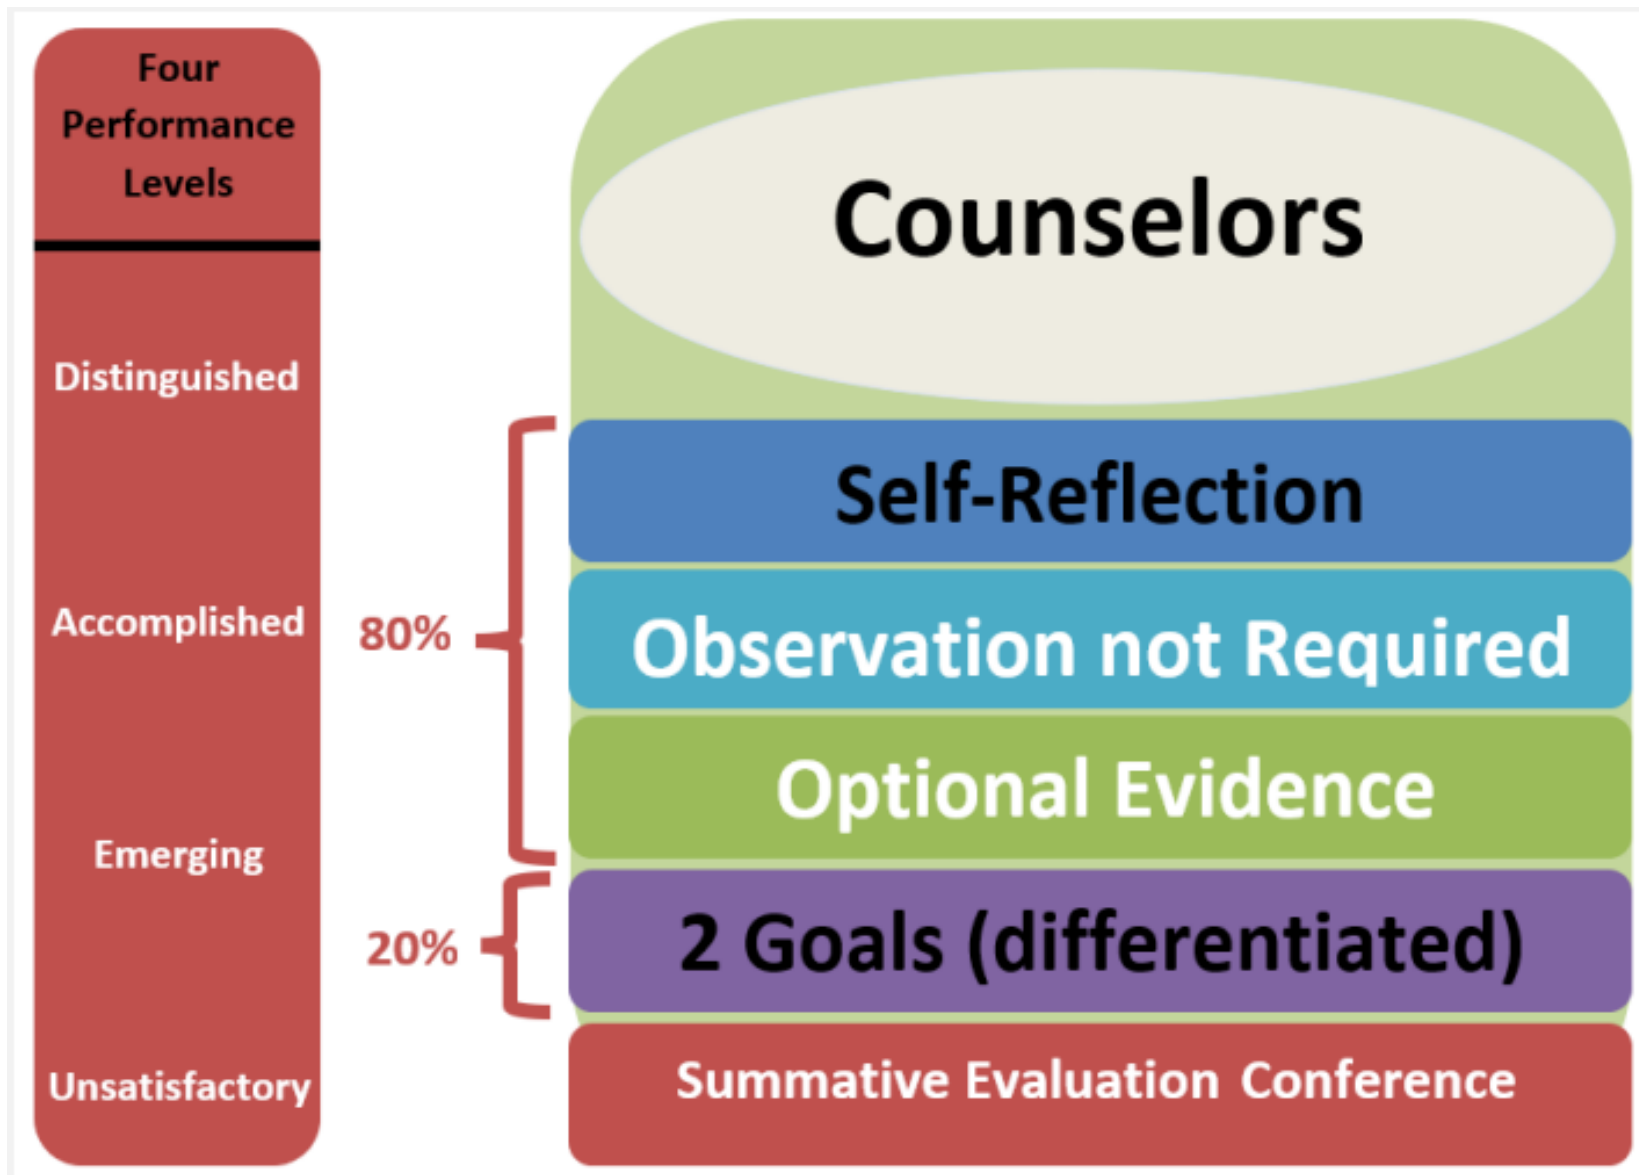 Four
Performance
Levels
Distinguished
Accomplished
Emerging
Unsatisfactory
80%
20%
Counselors
Self-Reflection
Observation not Required
Optional Evidence
2 Goals (differentiated)
Summative Evaluation Conference